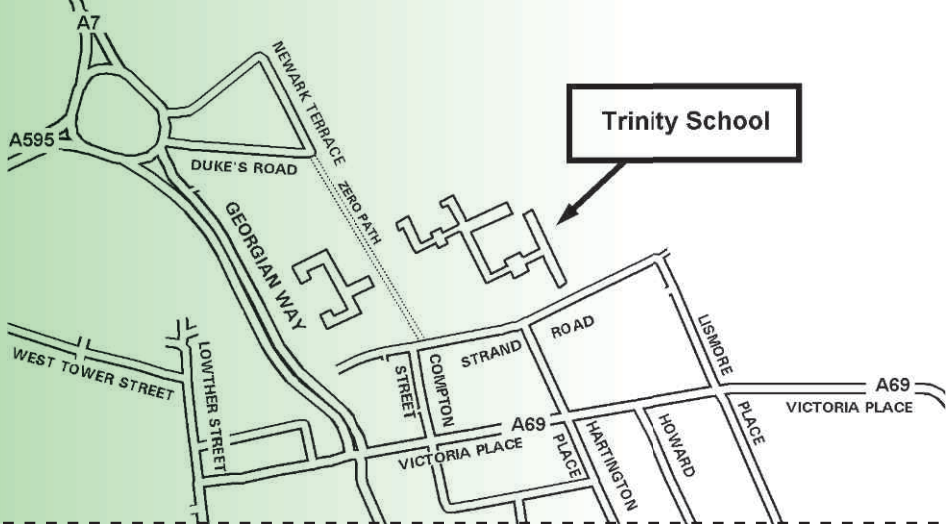 A7
NEWARK TERRACE
Trinity School
A595
DUKE'S ROAD
ZERO PATH
GEORGIAN WAY
STRAND ROAD
LISMORE PLACE
WEST TOWER STREET
LOWTHER STREET
COMPTON STREET
A69
VICTORIA PLACE
A69
VICTORIA PLACE
HARTINGTON PLACE
HOWARD